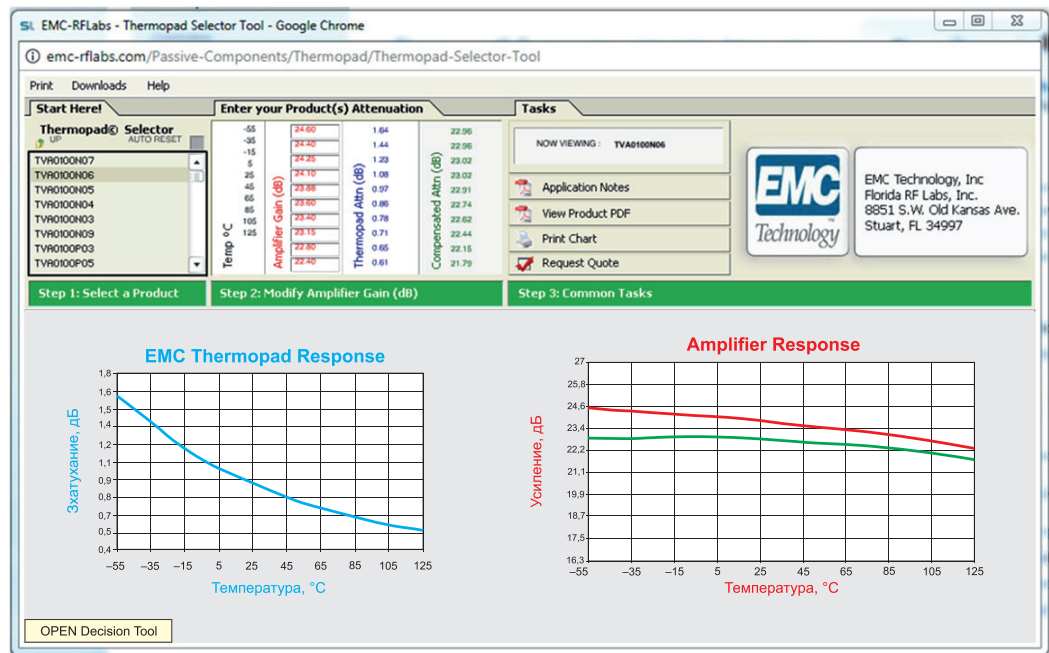 EMC-RFLabs - Thermopad Selector Tool - Google Chrome
emc-rflabs.com/Passive-Components/Thermopad/Thermopad-Selector-Tool
Print Downloads Help
Start Here!
Thermopad© Selector
UP AUTO RESET
TVA0100N07
TVA0100N06
TVA0100N05
TVA0100N04
TVA0100N03
TVA0100N09
TVA0100P03
TVA0100P05
Step 1: Select a Product
Enter your Product(s) Attenuation
Temp °C
-55
-35
-15
5
25
45
65
85
105
125
Amplifier Gain (dB)
24.60
24.40
24.25
24.10
23.88
23.60
23.40
23.15
22.80
22.40
Thermopad Attn (dB)
1.64
1.44
1.23
1.08
0.97
0.86
0.78
0.71
0.65
0.61
Compensated Attn (dB)
22.96
22.96
23.02
23.02
22.91
22.74
22.62
22.44
22.15
21.79
Step 2: Modify Amplifier Gain (dB)
Tasks
NOW VIEWING : TVA0100N06
Application Notes
View Product PDF
Print Chart
Request Quote
Step 3: Common Tasks
EMC
Technology
™
EMC Technology, Inc
Florida RF Labs, Inc.
8851 S.W. Old Kansas Ave.
Stuart, FL 34997
EMC Thermopad Response
Зхатухание, дБ
1,8
1,6
1,5
1,4
1,2
1,1
0,9
0,8
0,7
0,5
0,4
–55 –35 –15 5 25 45 65 85 105 125
Температура, °C
Amplifier Response
Усиление, дБ
27
25,8
24,6
23,4
22,2
21,1
19,9
18,7
17,5
16,3
–55 –35 –15 5 25 45 65 85 105 125
Температура, °C
OPEN Decision Tool